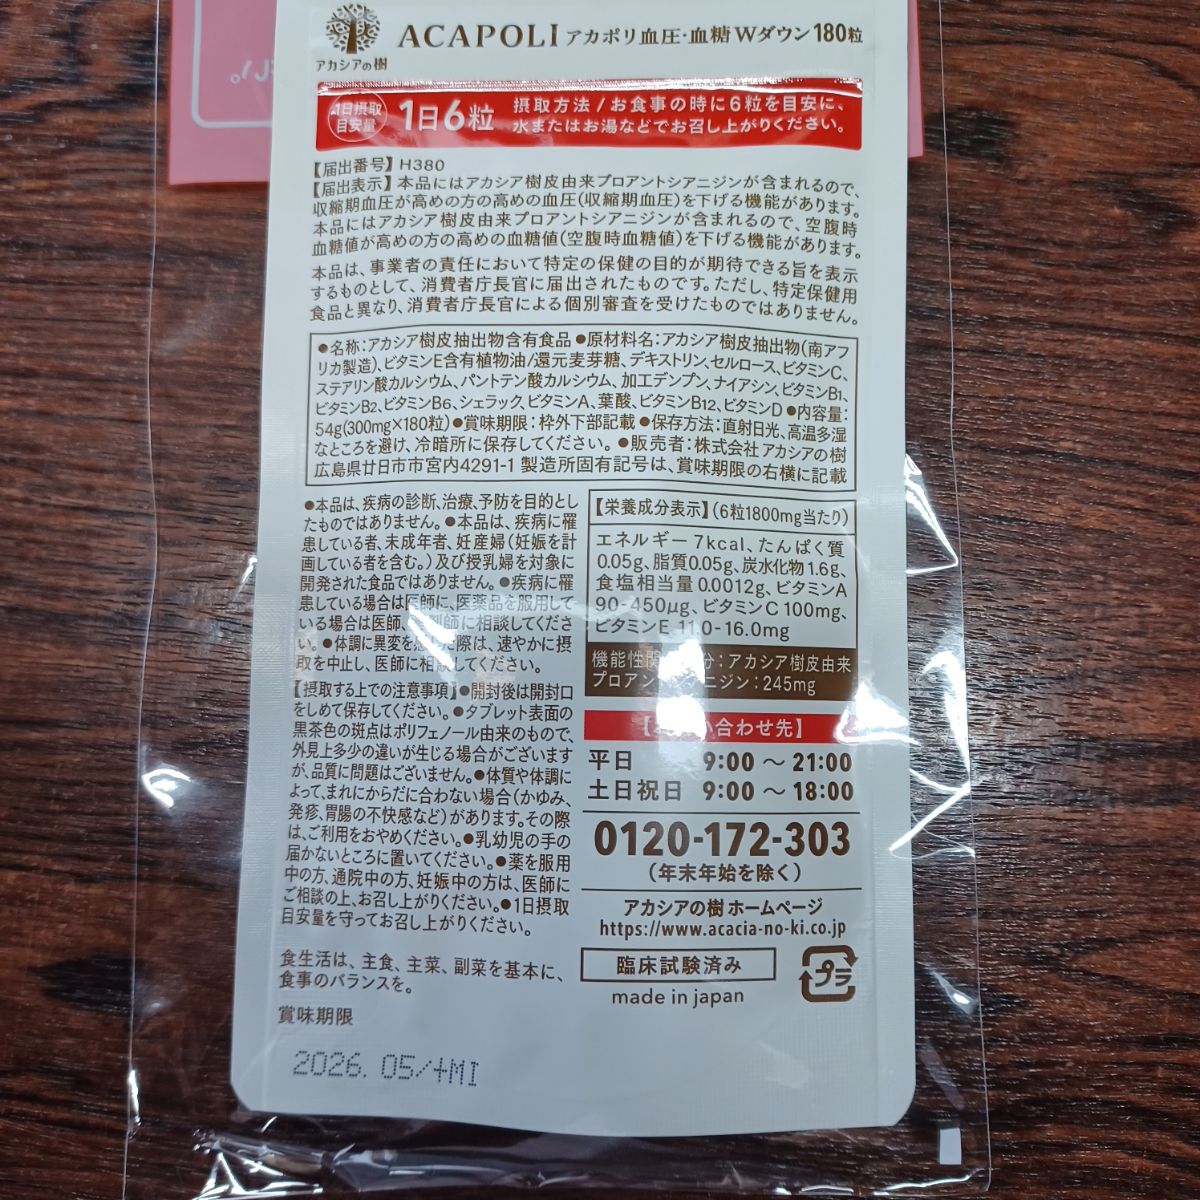 ACAPOLI アカポリ 血圧・血糖 Wダウン 180粒
アカシアの樹
1日摂取
目安量
1日6粒
摂取方法/お食事の時に6粒を目安に、
水またはお湯などでお召し上がりください。
【届出番号】H380
【届出表示】本品にはアカシア樹皮由来プロアントシアニジンが含まれるので、
収縮期血圧が高めの方の高めの血圧(収縮期血圧)を下げる機能があります。
本品にはアカシア樹皮由来プロアントシアニジンが含まれるので、空腹時
血糖値が高めの方の高めの血糖値(空腹時血糖値)を下げる機能があります。
本品は、事業者の責任において特定の保健の目的が期待できる旨を表示
するものとして、消費者庁長官に届出されたものです。ただし、特定保健用
食品と異なり、消費者庁長官による個別審査を受けたものではありません。
●名称:アカシア樹皮抽出物含有食品 ●原材料名:アカシア樹皮抽出物(南アフ
リカ製造)、ビタミンE含有植物油/還元麦芽糖、デキストリン、セルロース、ビタミンC、
ステアリン酸カルシウム、パントテン酸カルシウム、加工デンプン、ナイアシン、ビタミンB1、
ビタミンB2、ビタミンB6、シェラック、ビタミンA、葉酸、ビタミンB12、ビタミンD ●内容量:
54g(300mg×180粒)●賞味期限:枠外下部記載 ●保存方法:直射日光、高温多湿
なところを避け、冷暗所に保存してください。●販売者:株式会社 アカシアの樹
広島県廿日市市宮内4291-1 製造所固有記号は、賞味期限の右横に記載
●本品は、疾病の診断、治療、予防を目的とし
たものではありません。●本品は、疾病に罹
患している者、未成年者、妊産婦(妊娠を計
画している者を含む。)及び授乳婦を対象に
開発された食品ではありません。●疾病に罹
患している場合は医師に、医薬品を服用して
いる場合は医師、剤師に相談してくださ
い。●体調に異変を感た際は、速やかに摂
取を中止し、医師に相してください。
【摂取する上での注意事項】●開封後は開封口
をしめて保存してください。●タブレット表面の
黒茶色の斑点はポリフェノール由来のもので、
外見上多少の違いが生じる場合がございます
が、品質に問題はございません。●体質や体調に
よって、まれにからだに合わない場合(かゆみ、
発疹、胃腸の不快感など)があります。その際
は、ご利用をおやめください。●乳幼児の手の
届かないところに置いてください。●薬を服用
中の方、通院中の方、妊娠中の方は、医師に
ご相談の上、お召し上がりください。●1日摂取
目安量を守ってお召し上がりください。
食生活は、主食、主菜、副菜を基本に、
食事のバランスを。
賞味期限
2026. 05/+MI
【栄養成分表示】(6粒1800mg当たり)
エネルギー 7kcal、たんぱく質
0.05g、脂質0.05g、炭水化物1.6g、
食塩相当量 0.0012g、ビタミンA
90-450μg、ビタミンC 100mg、
ビタミンE 11.0-16.0mg
機能性関分:アカシア樹皮由来
プロアンニジン:245mg
【い合わせ先】
平日 9:00 〜 21:00
土日祝日 9:00 〜 18:00
0120-172-303
(年末年始を除く)
アカシアの樹 ホームページ
https://www.acacia-no-ki.co.jp
臨床試験済み
プラ
made in japan